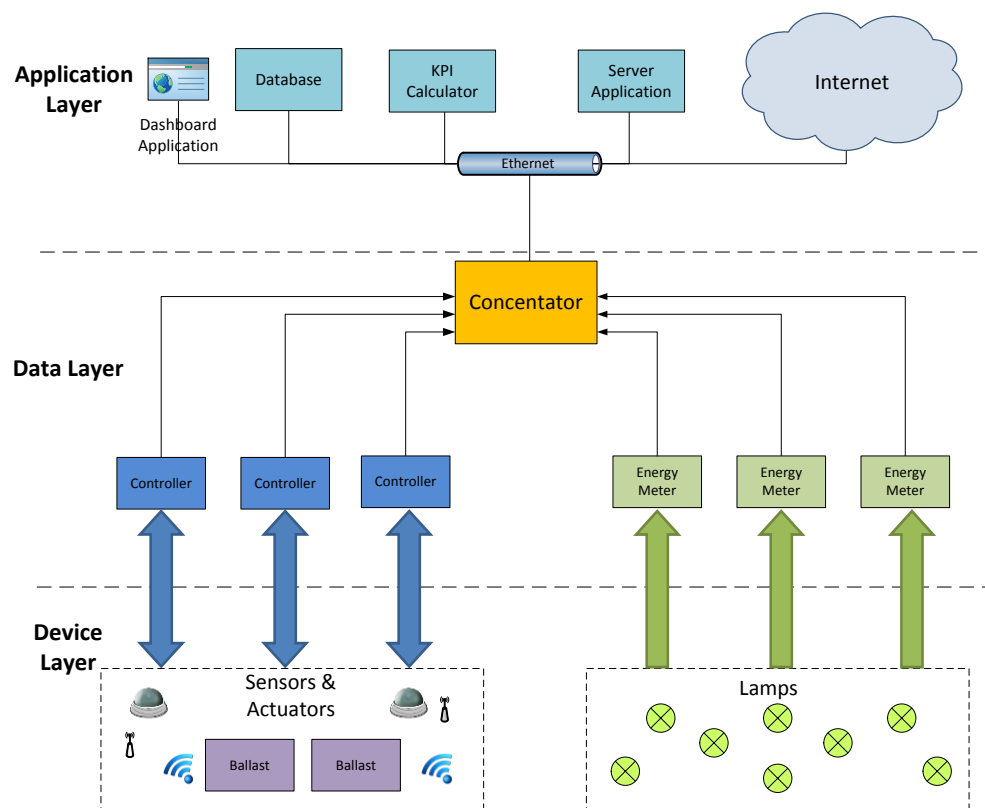 Application
Layer
Dashboard
Application
Database
KPI
Calculator
Server
Application
Internet
Ethernet
Concentator
Data Layer
Controller
Controller
Controller
Energy
Meter
Energy
Meter
Energy
Meter
Device
Layer
Sensors &
Actuators
Ballast
Ballast
Lamps